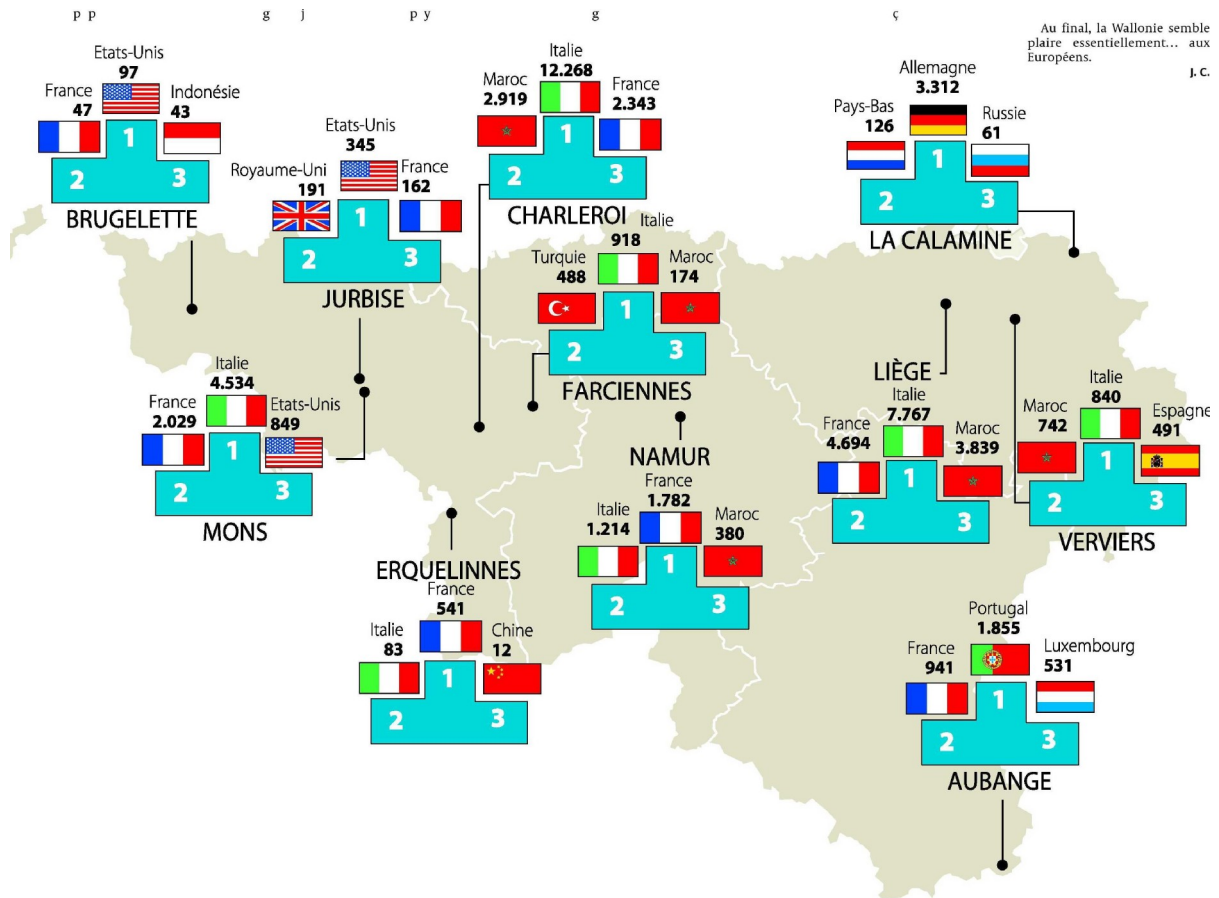 p p g j p y g ç
Au final, la Wallonie semble
plaire essentiellement… aux
Européens.
J. C.
Etats-Unis
97
France
47
Indonésie
43
1
2
3
BRUGELETTE
Etats-Unis
345
Royaume-Uni
191
France
162
1
2
3
JURBISE
Italie
12.268
Maroc
2.919
France
2.343
1
2
3
CHARLEROI
Allemagne
3.312
Pays-Bas
126
Russie
61
1
2
3
LA CALAMINE
Italie
918
Turquie
488
Maroc
174
1
2
3
FARCIENNES
Italie
4.534
France
2.029
Etats-Unis
849
1
2
3
MONS
LIÈGE
Italie
7.767
France
4.694
Maroc
3.839
1
2
3
Italie
840
Maroc
742
Espagne
491
1
2
3
VERVIERS
NAMUR
France
1.782
Italie
1.214
Maroc
380
1
2
3
ERQUELINNES
France
541
Italie
83
Chine
12
1
2
3
Portugal
1.855
France
941
Luxembourg
531
1
2
3
AUBANGE